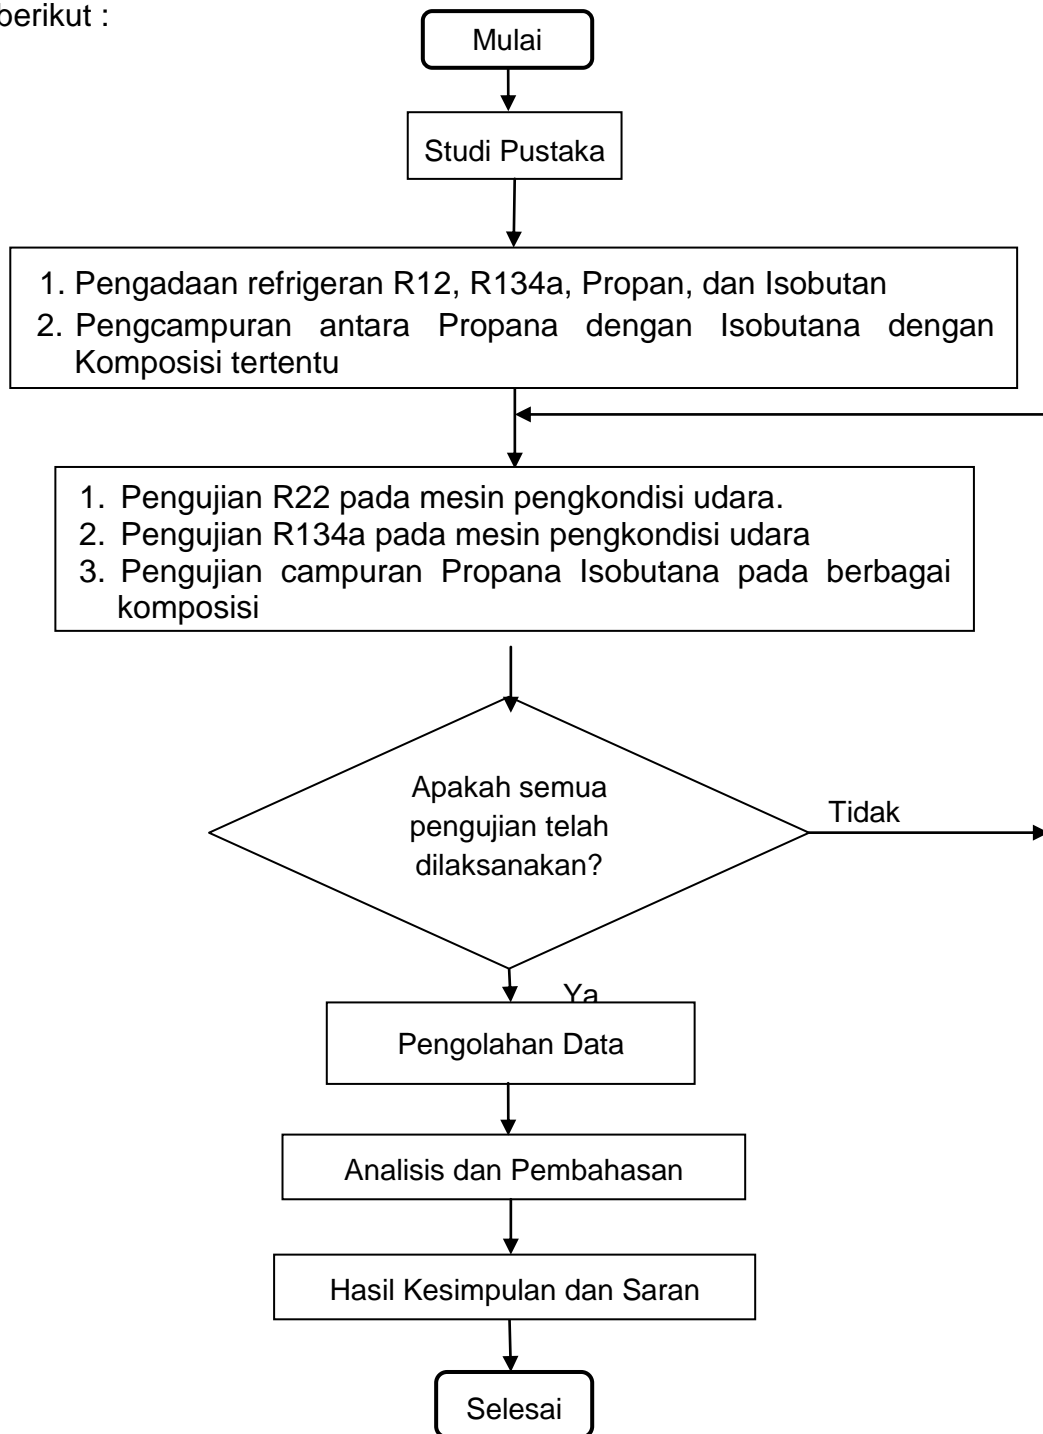 berikut :
Mulai
Studi Pustaka
1. Pengadaan refrigeran R12, R134a, Propan, dan Isobutan
2. Pengcampuran antara Propana dengan Isobutana dengan
Komposisi tertentu
1. Pengujian R22 pada mesin pengkondisi udara.
2. Pengujian R134a pada mesin pengkondisi udara
3. Pengujian campuran Propana Isobutana pada berbagai
komposisi
Apakah semua
pengujian telah
dilaksanakan?
Tidak
Ya
Pengolahan Data
Analisis dan Pembahasan
Hasil Kesimpulan dan Saran
Selesai